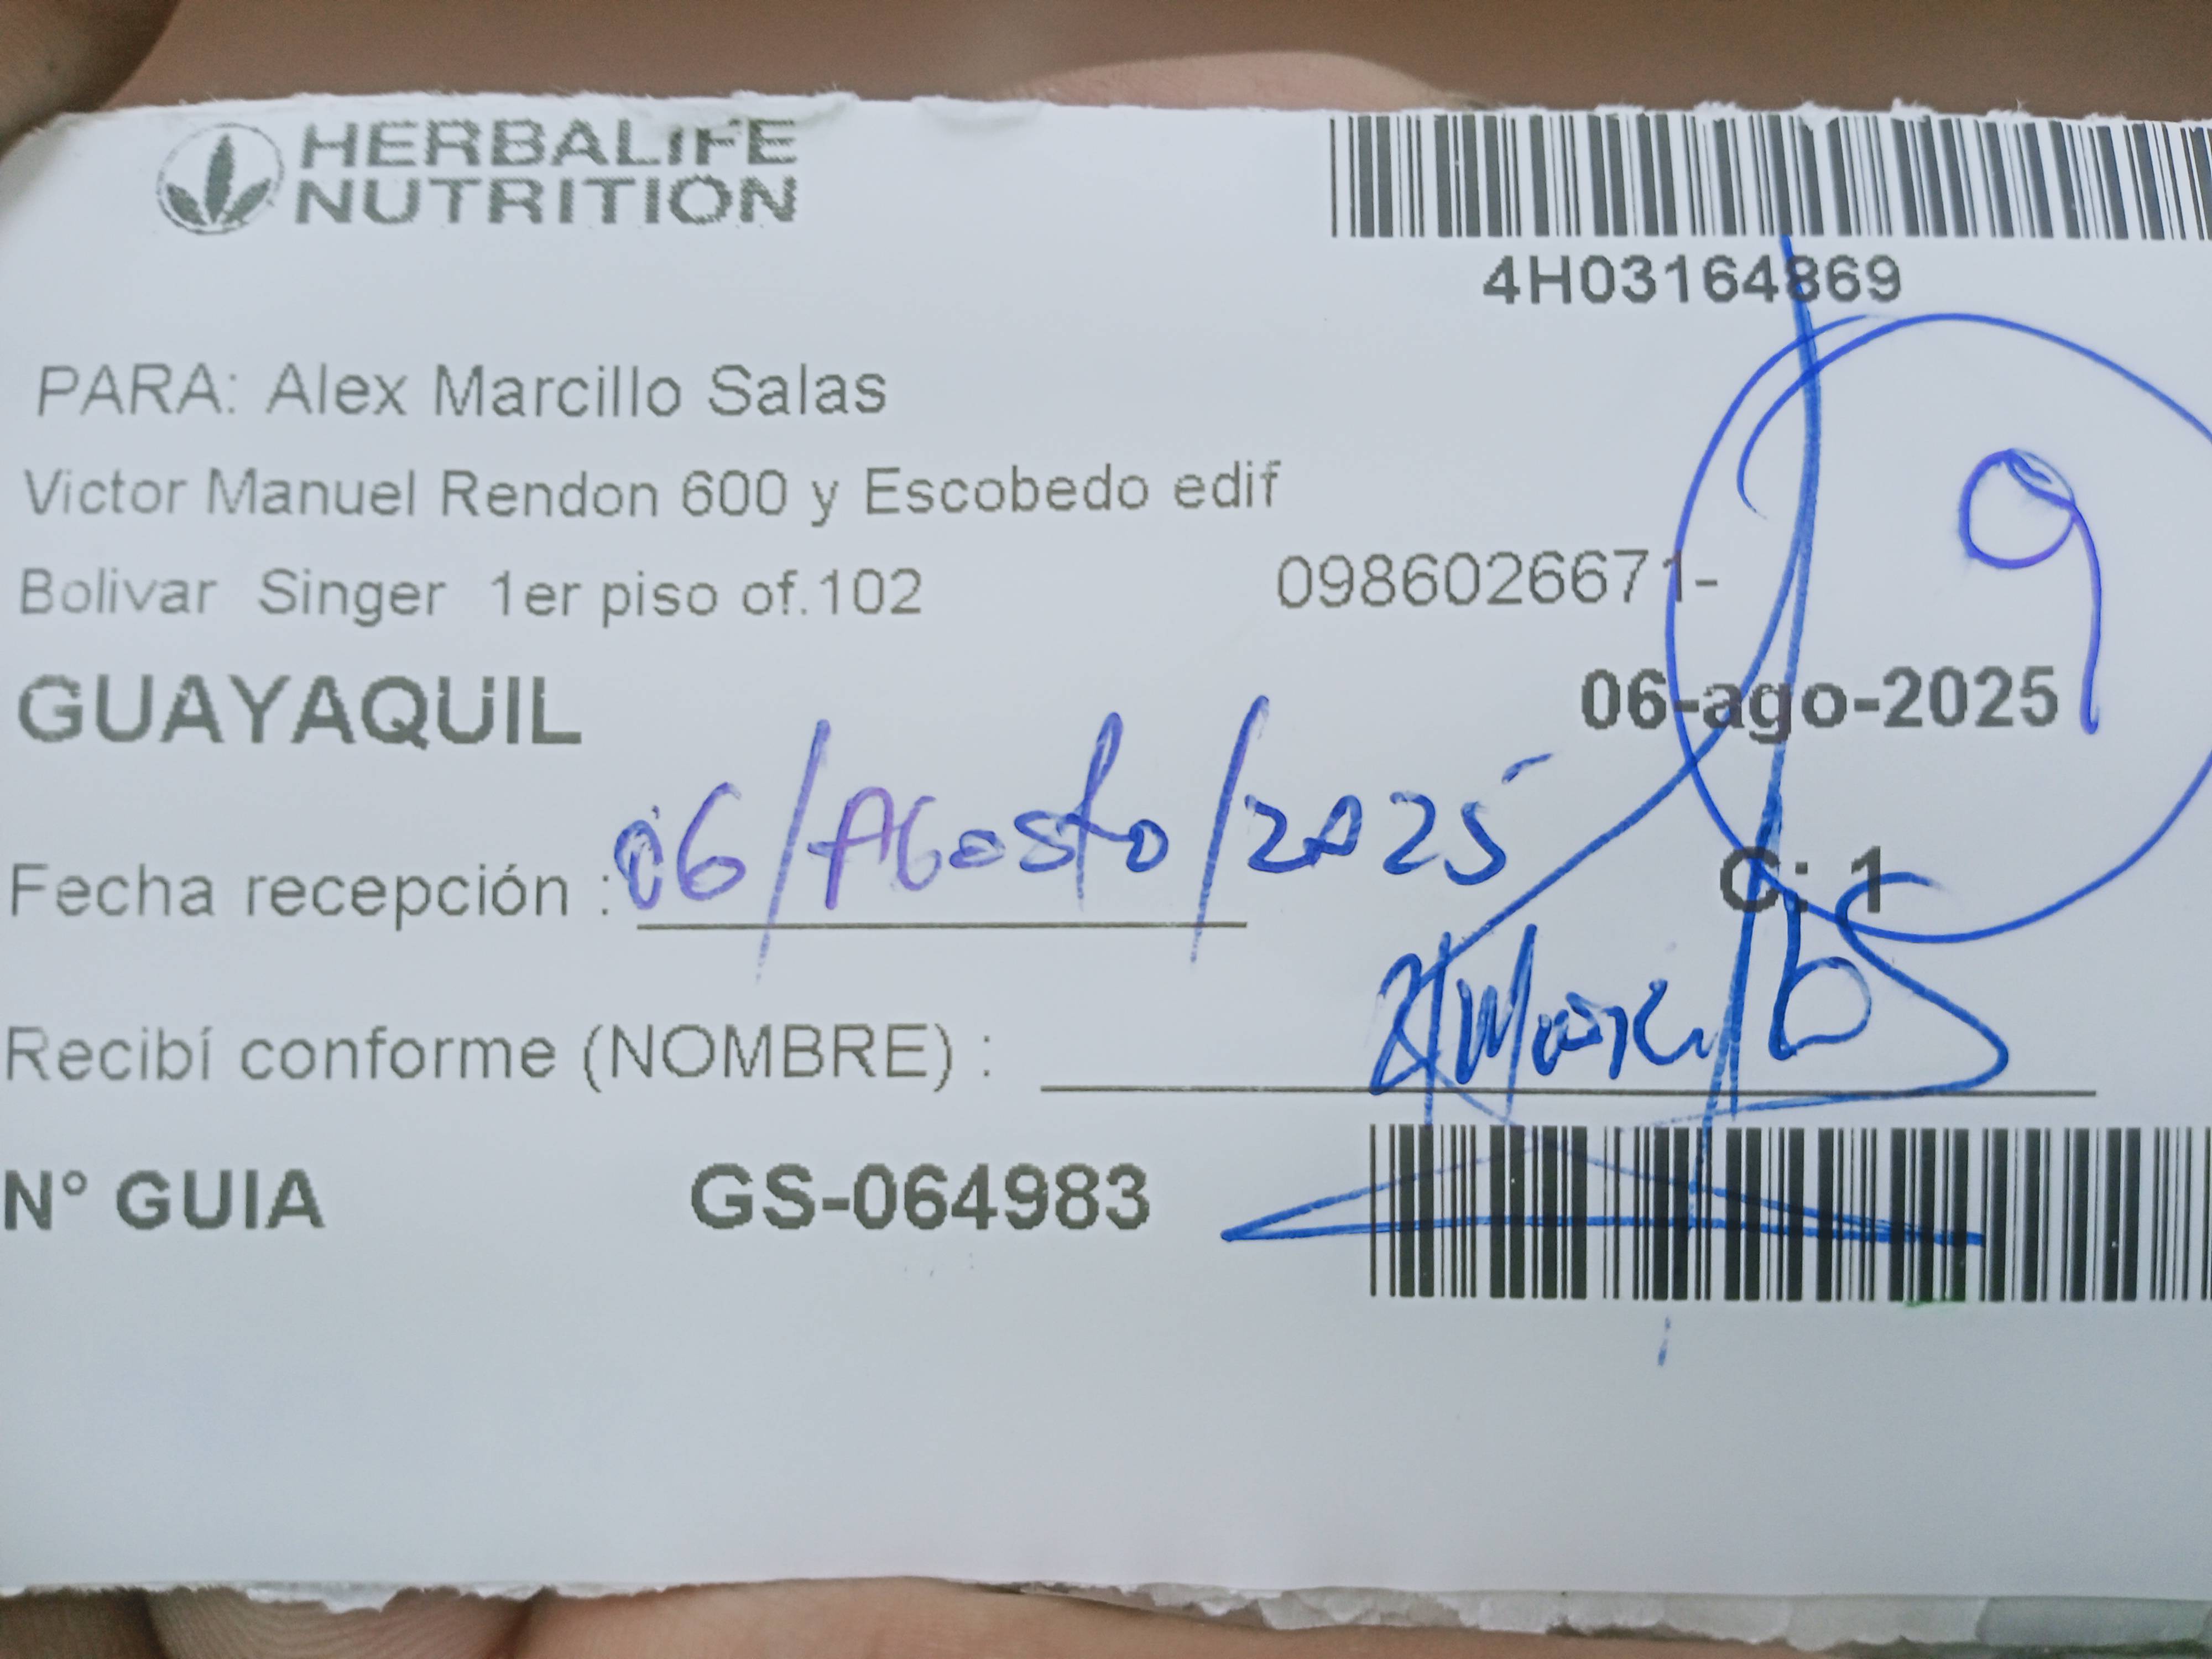 HERBALIFE
NUTRITION
4H03164869
PARA: Alex Marcillo Salas
Victor Manuel Rendon 600 y Escobedo edif
Bolivar Singer 1er piso of.102 0986026671-
GUAYAQUIL 06-ago-2025
9
Fecha recepción : 06/Agosto/2025
C: 1
Recibí conforme (NOMBRE) : Marcillo
N° GUIA GS-064983